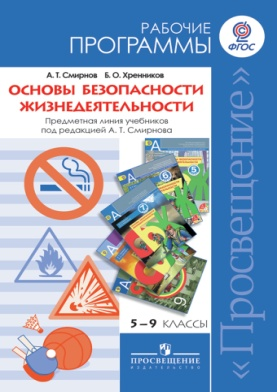 РАБОЧИЕ
ПРОГРАММЫ
ФГОС
А. Т. Смирнов Б. О. Хренников
ОСНОВЫ БЕЗОПАСНОСТИ
ЖИЗНЕДЕЯТЕЛЬНОСТИ
Предметная линия учебников
под редакцией А. Т. Смирнова
5–9 КЛАССЫ
ПРОСВЕЩЕНИЕ
ИЗДАТЕЛЬСТВО
«Просвещение»